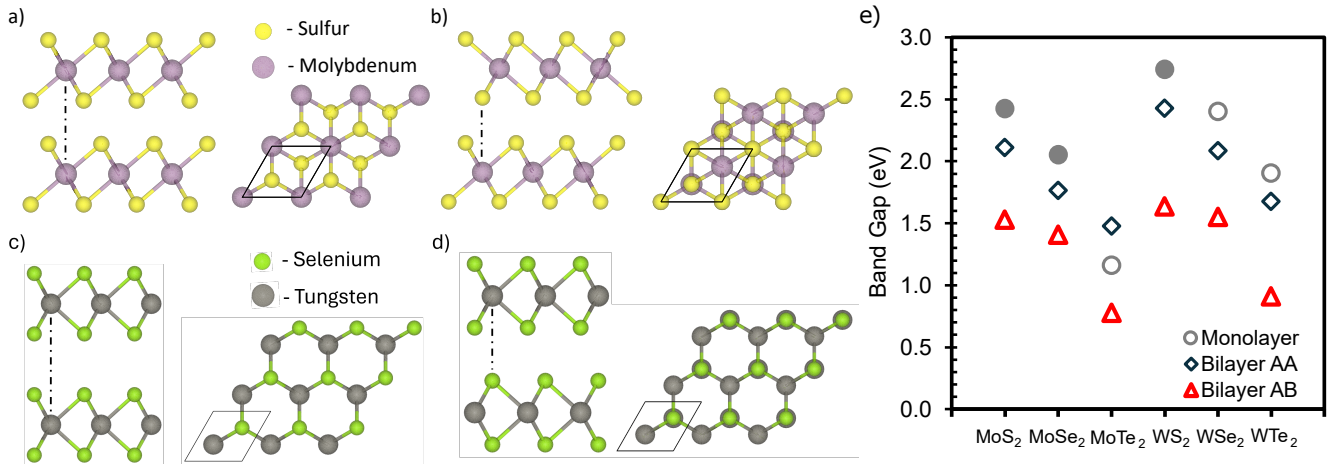 a)
- Sulfur
- Molybdenum
b)
c)
- Selenium
- Tungsten
d)
e)
Band Gap (eV)
3.0
2.5
2.0
1.5
1.0
0.5
0.0
Monolayer
Bilayer AA
Bilayer AB
MoS₂ MoSe₂ MoTe₂ WS₂ WSe₂ WTe₂